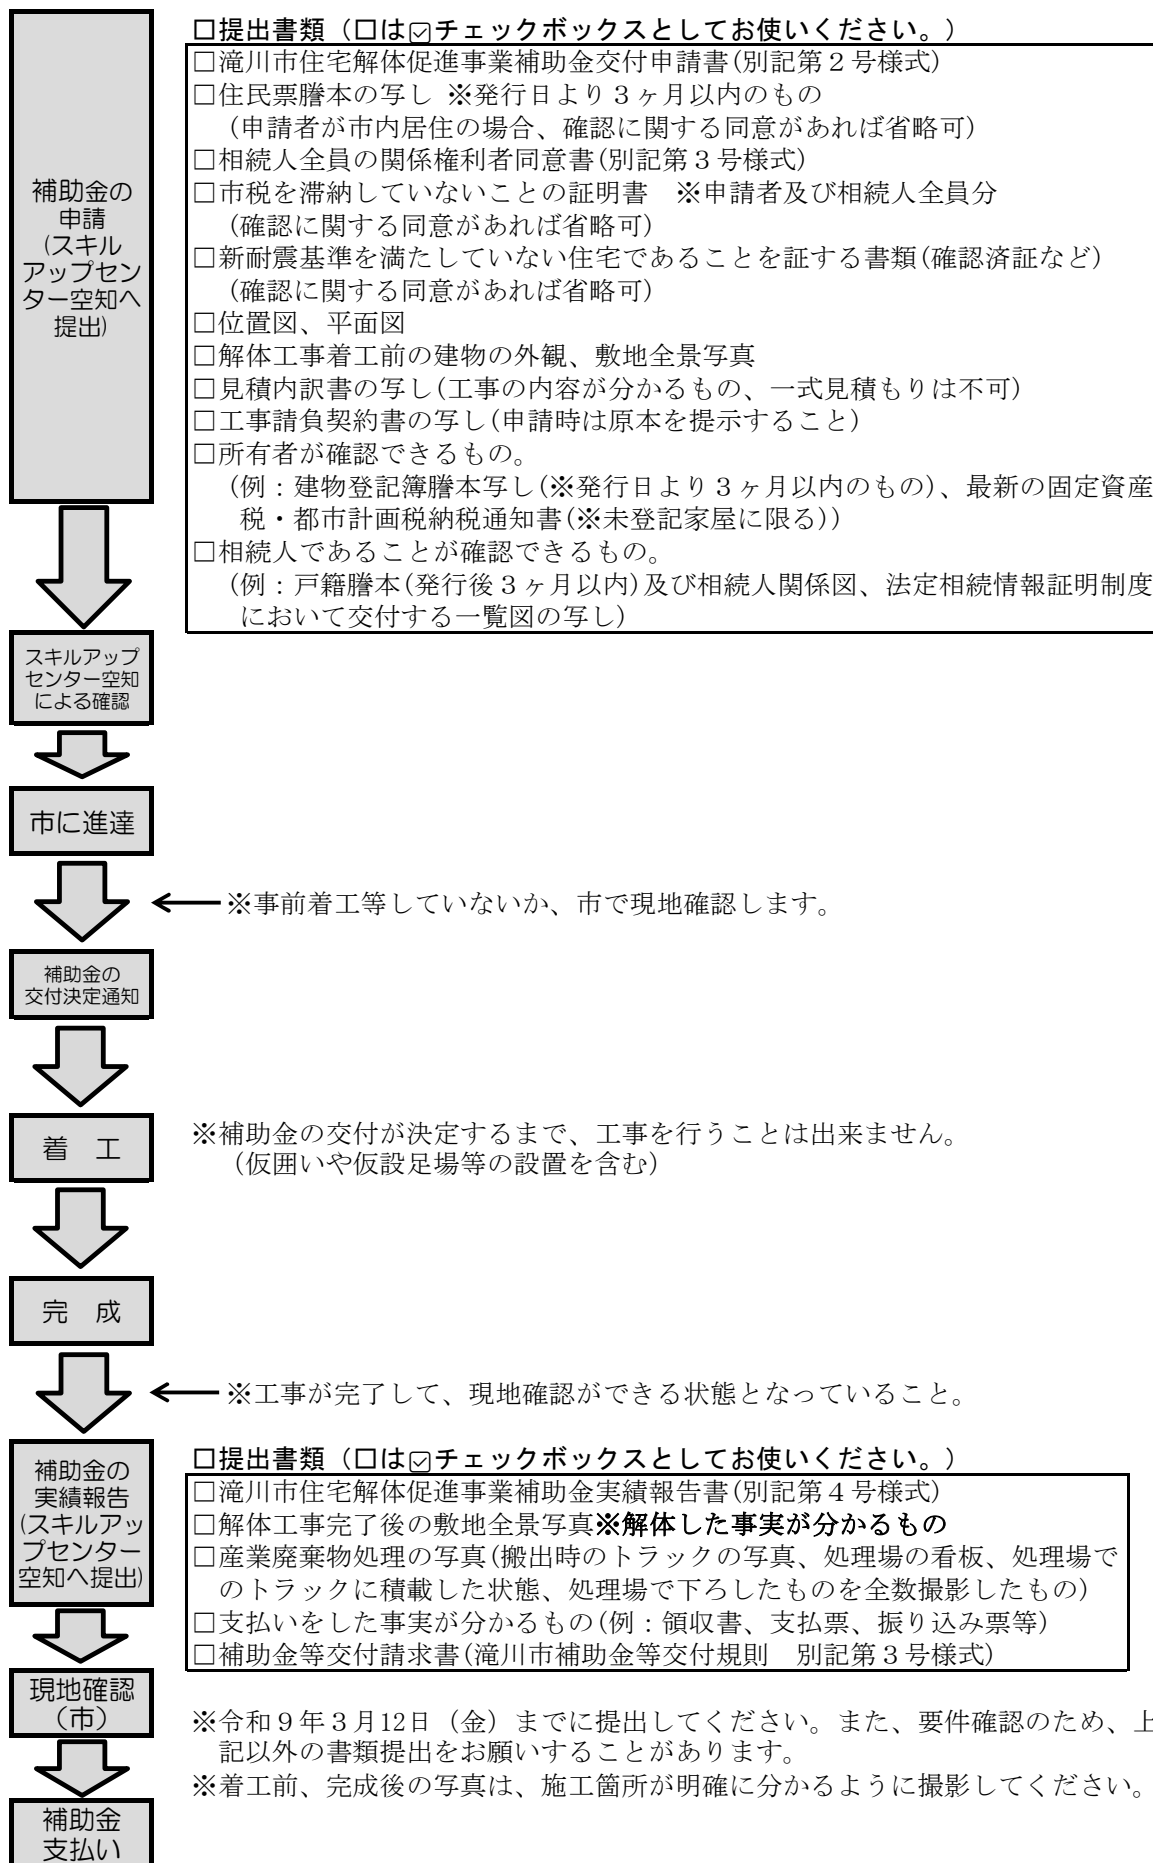 補助金の
申請
(スキル
アップセン
ター空知へ
提出)
□提出書類（□は☑チェックボックスとしてお使いください。）
□滝川市住宅解体促進事業補助金交付申請書(別記第２号様式)
□住民票謄本の写し ※発行日より３ヶ月以内のもの
(申請者が市内居住の場合、確認に関する同意があれば省略可)
□相続人全員の関係権利者同意書(別記第３号様式)
□市税を滞納していないことの証明書　※申請者及び相続人全員分
(確認に関する同意があれば省略可)
□新耐震基準を満たしていない住宅であることを証する書類(確認済証など)
(確認に関する同意があれば省略可)
□位置図、平面図
□解体工事着工前の建物の外観、敷地全景写真
□見積内訳書の写し(工事の内容が分かるもの、一式見積もりは不可)
□工事請負契約書の写し(申請時は原本を提示すること)
□所有者が確認できるもの。
(例：建物登記簿謄本写し(※発行日より３ヶ月以内のもの)、最新の固定資産
税・都市計画税納税通知書(※未登記家屋に限る))
□相続人であることが確認できるもの。
(例：戸籍謄本(発行後３ヶ月以内)及び相続人関係図、法定相続情報証明制度
において交付する一覧図の写し)
スキルアップ
センター空知
による確認
市に進達
※事前着工等していないか、市で現地確認します。
補助金の
交付決定通知
着　工
※補助金の交付が決定するまで、工事を行うことは出来ません。
(仮囲いや仮設足場等の設置を含む)
完　成
※工事が完了して、現地確認ができる状態となっていること。
補助金の
実績報告
(スキルアッ
プセンター
空知へ提出)
□提出書類（□は☑チェックボックスとしてお使いください。）
□滝川市住宅解体促進事業補助金実績報告書(別記第４号様式)
□解体工事完了後の敷地全景写真※解体した事実が分かるもの
□産業廃棄物処理の写真(搬出時のトラックの写真、処理場の看板、処理場で
のトラックに積載した状態、処理場で下ろしたものを全数撮影したもの)
□支払いをした事実が分かるもの(例：領収書、支払票、振り込み票等)
□補助金等交付請求書(滝川市補助金等交付規則　別記第３号様式)
現地確認
（市）
※令和９年３月12日（金）までに提出してください。また、要件確認のため、上
記以外の書類提出をお願いすることがあります。
※着工前、完成後の写真は、施工箇所が明確に分かるように撮影してください。
補助金
支払い